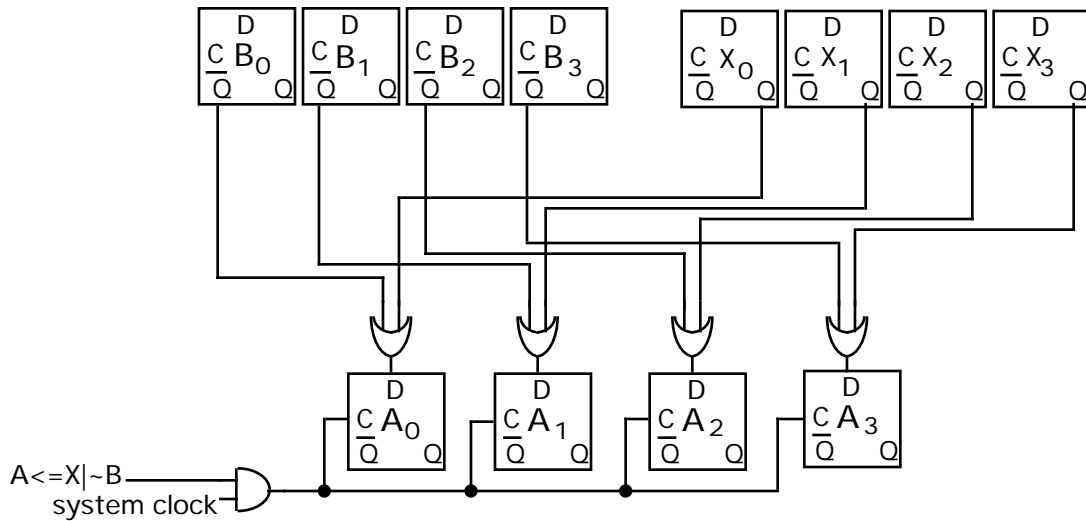 D D D D D D D D
C B0 C B1 C B2 C B3 C X0 C X1 C X2 C X3
Q Q Q Q Q Q Q Q Q Q Q Q Q Q Q Q
D D D D
C A0 C A1 C A2 C A3
Q Q Q Q Q Q Q Q
A<=X|~B
system clock